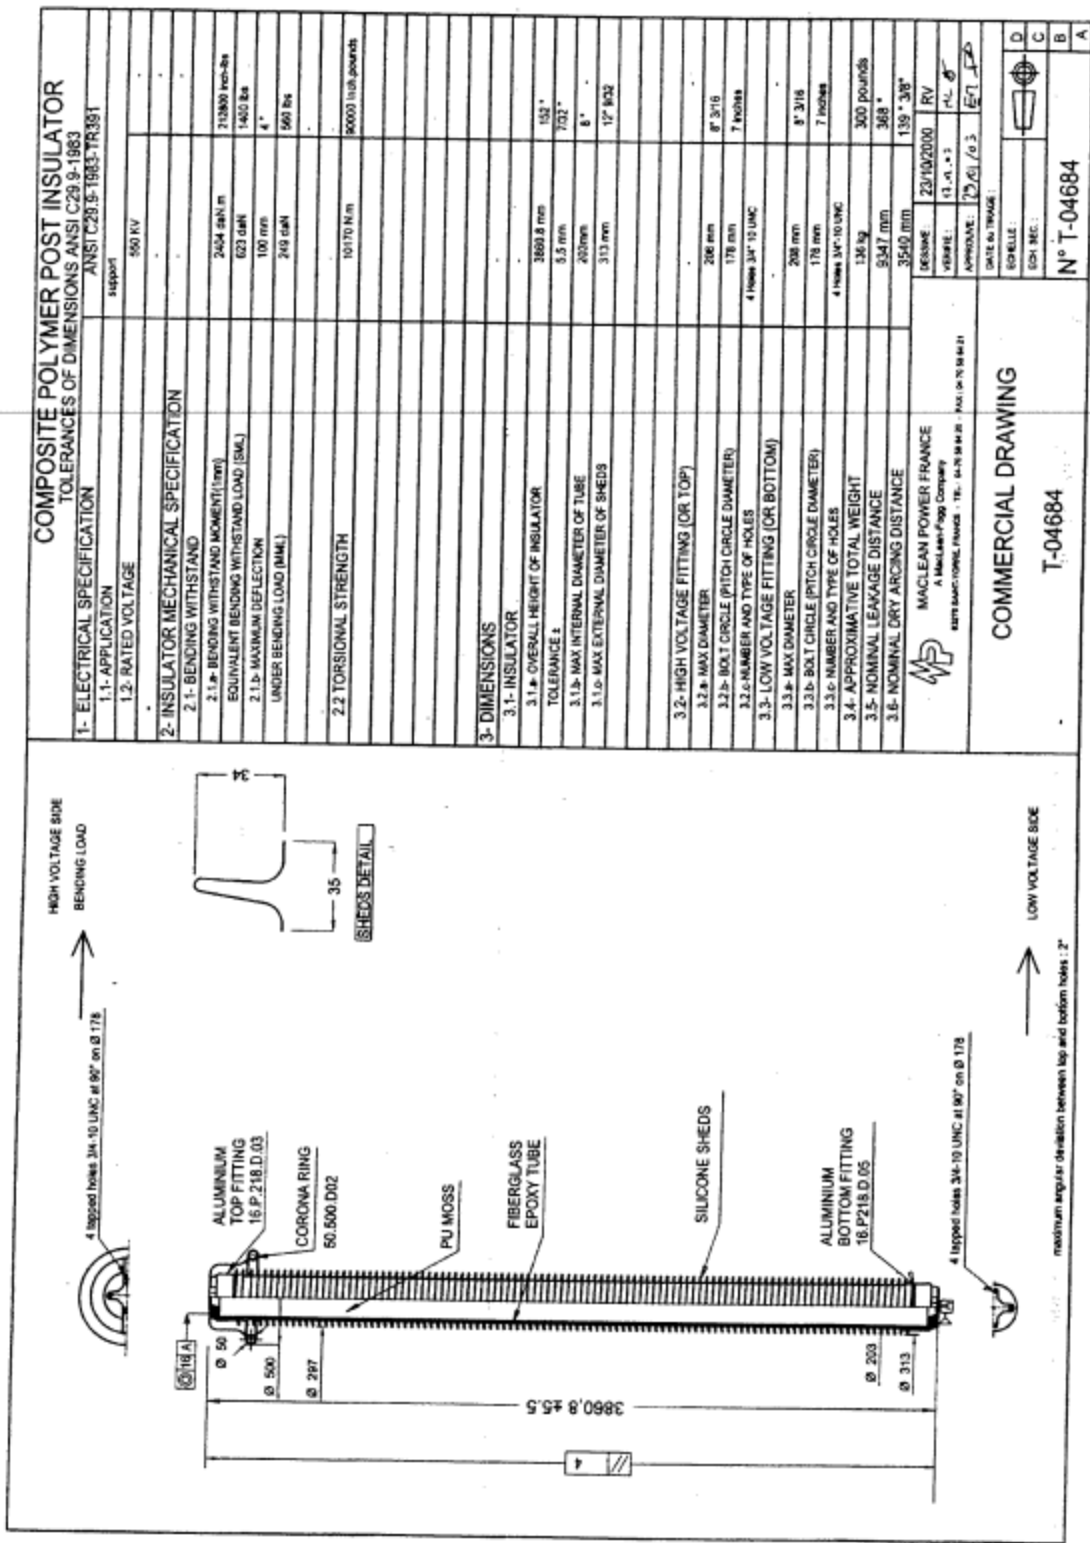 COMPOSITE POLYMER POST INSULATOR
TOLERANCES OF DIMENSIONS ANSI C29.9-1983
1- ELECTRICAL SPECIFICATION ANSI C29.9-1983-TR391
1.1- APPLICATION support
1.2- RATED VOLTAGE 550 KV
2- INSULATOR MECHANICAL SPECIFICATION
2.1- BENDING WITHSTAND
2.1.a- BENDING WITHSTAND MOMENT(1mn) 2404 daN.m 212800 inch-lbs
EQUIVALENT BENDING WITHSTAND LOAD (SML) 623 daN 1400 lbs
2.1.b- MAXIMUM DEFLECTION 100 mm 4 "
UNDER BENDING LOAD (MML) 249 daN 560 lbs
2.2 TORSIONAL STRENGTH 10170 N.m 90000 inch.pounds
3- DIMENSIONS
3.1- INSULATOR
3.1.a- OVERALL HEIGHT OF INSULATOR 3860.8 mm 152 "
TOLERANCE ± 5.5 mm 7/32 "
3.1.b- MAX INTERNAL DIAMETER OF TUBE 203mm 8 "
3.1.c- MAX EXTERNAL DIAMETER OF SHEDS 313 mm 12" 9/32
3.2- HIGH VOLTAGE FITTING (OR TOP)
3.2.a- MAX DIAMETER 208 mm 8" 3/16
3.2.b- BOLT CIRCLE (PITCH CIRCLE DIAMETER) 178 mm 7 inches
3.2.c- NUMBER AND TYPE OF HOLES 4 Holes 3/4"-10 UNC
3.3- LOW VOLTAGE FITTING (OR BOTTOM)
3.3.a- MAX DIAMETER 208 mm 8" 3/16
3.3.b- BOLT CIRCLE (PITCH CIRCLE DIAMETER) 178 mm 7 inches
3.3.c- NUMBER AND TYPE OF HOLES 4 Holes 3/4"-10 UNC
3.4- APPROXIMATIVE TOTAL WEIGHT 136 kg 300 pounds
3.5- NOMINAL LEAKAGE DISTANCE 9347 mm 368 "
3.6- NOMINAL DRY ARCING DISTANCE 3540 mm 139 " 3/8"
MACLEAN POWER FRANCE
A MacLean-Fogg Company
DESSINE : 23/10/2000 RV
VERIFIE :
APPROUVE :
DATE du TIRAGE :
ECHELLE :
ECH. SEC. :
D
C
B
A
COMMERCIAL DRAWING
T-04684
N° T-04684
HIGH VOLTAGE SIDE
BENDING LOAD
4 tapped holes 3/4-10 UNC at 90° on Ø 178
34
35
SHEDS DETAIL
ALUMINIUM
TOP FITTING
16.P.218.D.03
CORONA RING
50.500.D02
PU MOSS
FIBERGLASS
EPOXY TUBE
SILICONE SHEDS
ALUMINIUM
BOTTOM FITTING
16.P218.D.05
Ø 50
Ø 500
Ø 297
Ø 203
Ø 313
3860,8 ±5.5
// 4
A
LOW VOLTAGE SIDE
4 tapped holes 3/4-10 UNC at 90° on Ø 178
maximum angular deviation between top and bottom holes : 2°